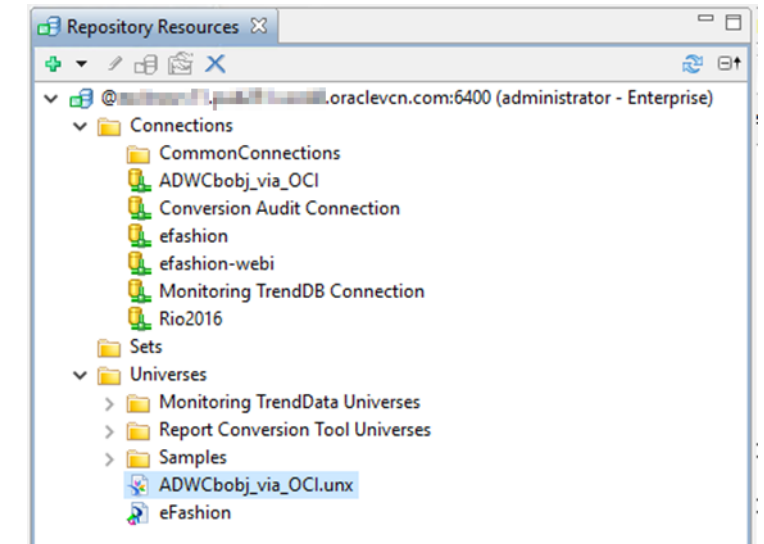 Repository Resources
@ .oraclevcn.com:6400 (administrator - Enterprise)
Connections
CommonConnections
ADWCbobj_via_OCI
Conversion Audit Connection
efashion
efashion-webi
Monitoring TrendDB Connection
Rio2016
Sets
Universes
Monitoring TrendData Universes
Report Conversion Tool Universes
Samples
ADWCbobj_via_OCI.unx
eFashion